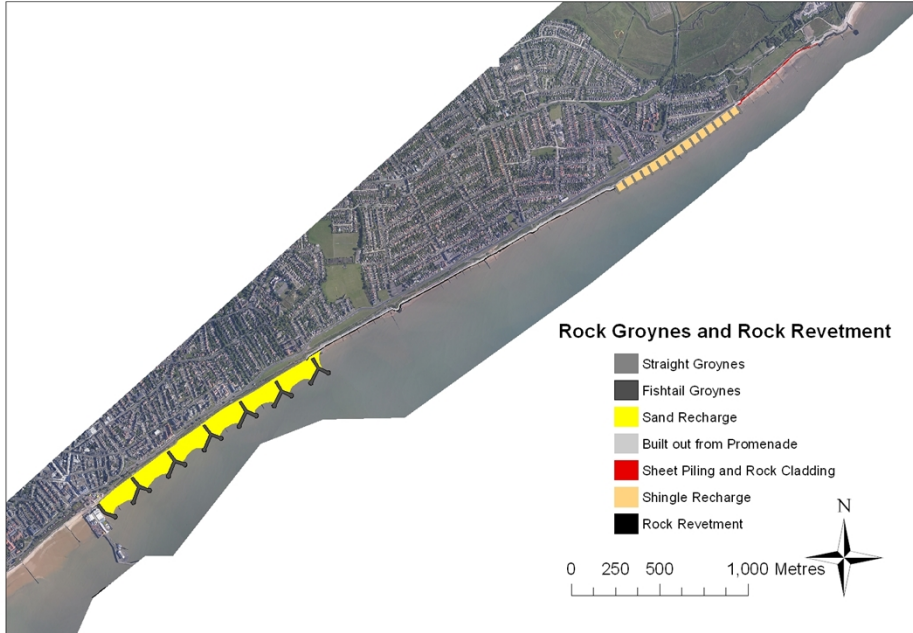 Rock Groynes and Rock Revetment
Straight Groynes
Fishtail Groynes
Sand Recharge
Built out from Promenade
Sheet Piling and Rock Cladding
Shingle Recharge
Rock Revetment
N
0 250 500 1,000 Metres